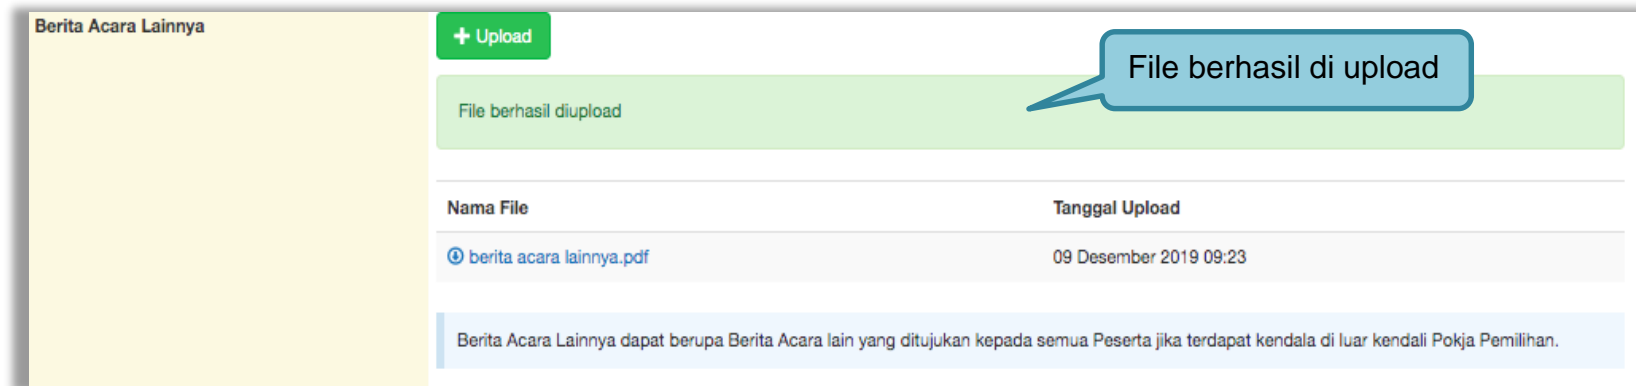 Berita Acara Lainnya
+ Upload
File berhasil di upload
File berhasil diupload
Nama File Tanggal Upload
berita acara lainnya.pdf 09 Desember 2019 09:23
Berita Acara Lainnya dapat berupa Berita Acara lain yang ditujukan kepada semua Peserta jika terdapat kendala di luar kendali Pokja Pemilihan.